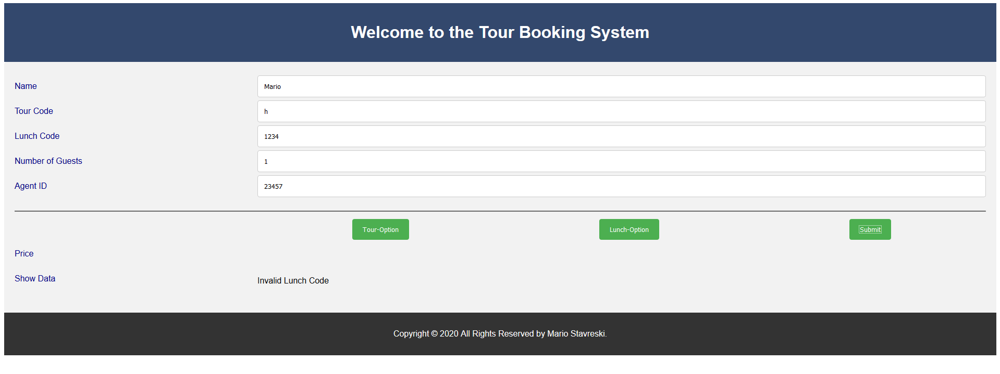 Welcome to the Tour Booking System
Name
Mario
Tour Code
h
Lunch Code
1234
Number of Guests
1
Agent ID
23457
Tour-Option
Lunch-Option
Submit
Price
Show Data
Invalid Lunch Code
Copyright © 2020 All Rights Reserved by Mario Stavreski.